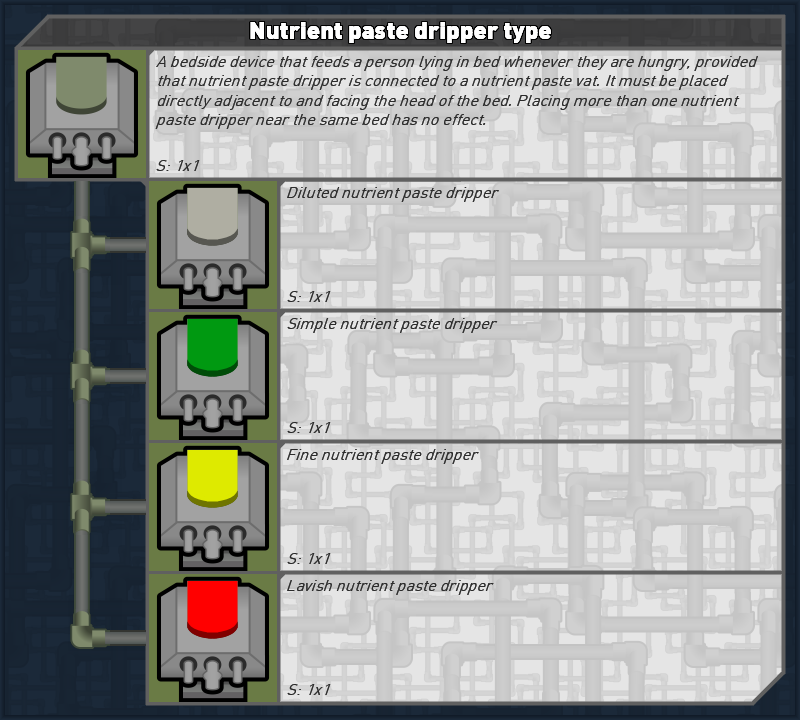 Nutrient paste dripper type
A bedside device that feeds a person lying in bed whenever they are hungry, provided
that nutrient paste dripper is connected to a nutrient paste vat. It must be placed
directly adjacent to and facing the head of the bed. Placing more than one nutrient
paste dripper near the same bed has no effect.
S: 1x1
Diluted nutrient paste dripper
S: 1x1
Simple nutrient paste dripper
S: 1x1
Fine nutrient paste dripper
S: 1x1
Lavish nutrient paste dripper
S: 1x1